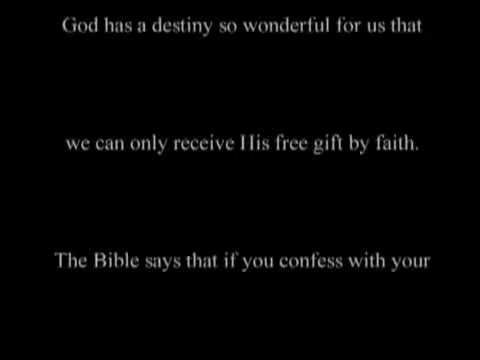 God has a destiny so wonderful for us that
we can only receive His free gift by faith.
The Bible says that if you confess with your